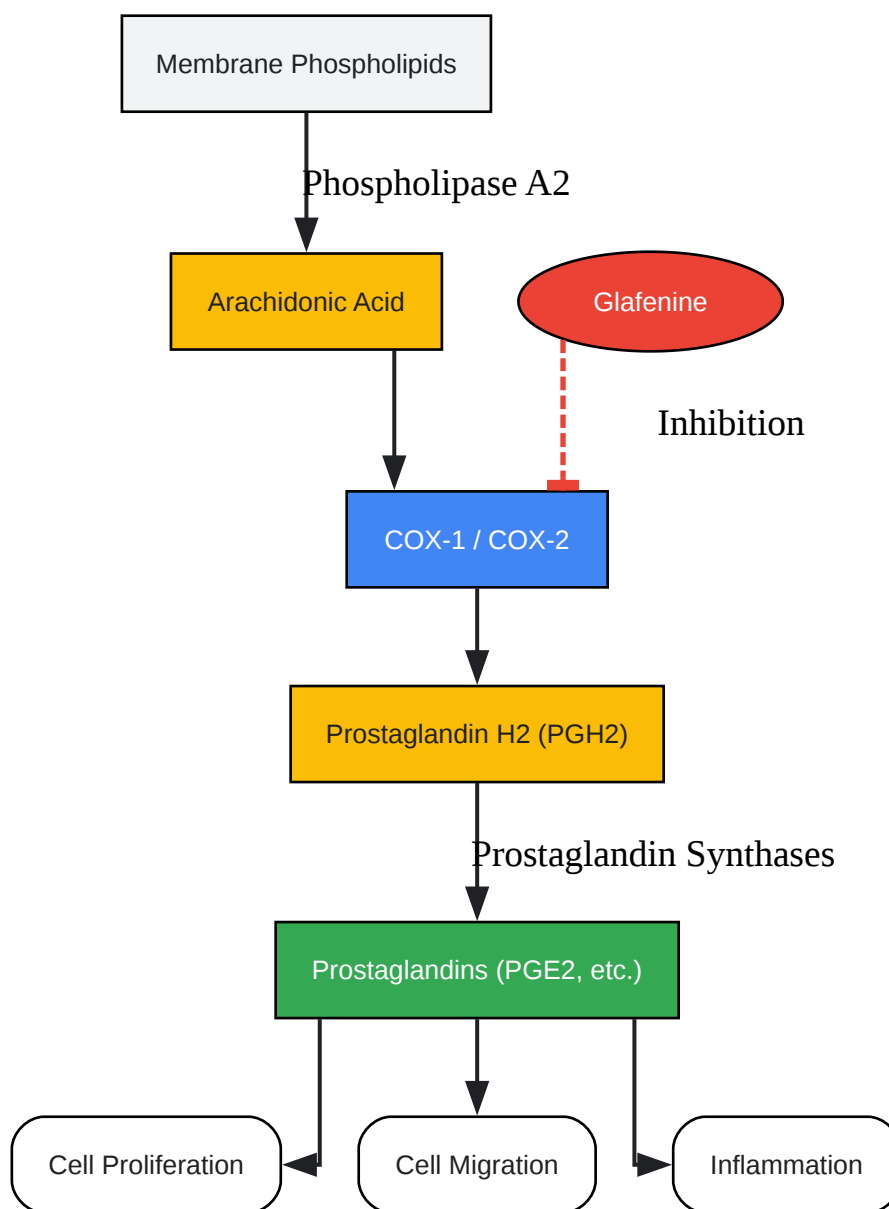 Membrane Phospholipids
Phospholipase A2
Arachidonic Acid
Glafenine
Inhibition
COX-1 / COX-2
Prostaglandin H2 (PGH2)
Prostaglandin Synthases
Prostaglandins (PGE2, etc.)
Cell Proliferation
Cell Migration
Inflammation